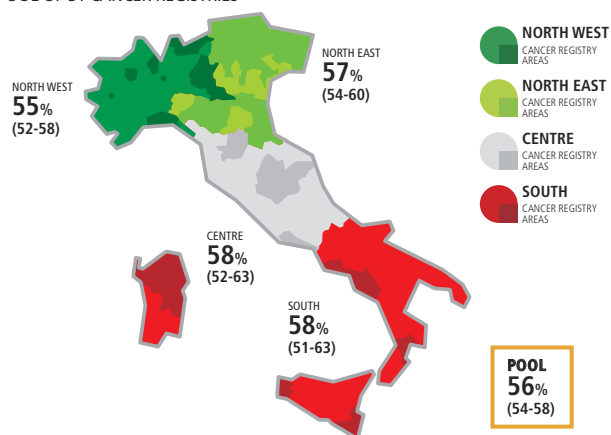 NORTH WEST
55%
(52-58)
NORTH EAST
57%
(54-60)
CENTRE
58%
(52-63)
SOUTH
58%
(51-63)
NORTH WEST
CANCER REGISTRY
AREAS
NORTH EAST
CANCER REGISTRY
AREAS
CENTRE
CANCER REGISTRY
AREAS
SOUTH
CANCER REGISTRY
AREAS
POOL
56%
(54-58)